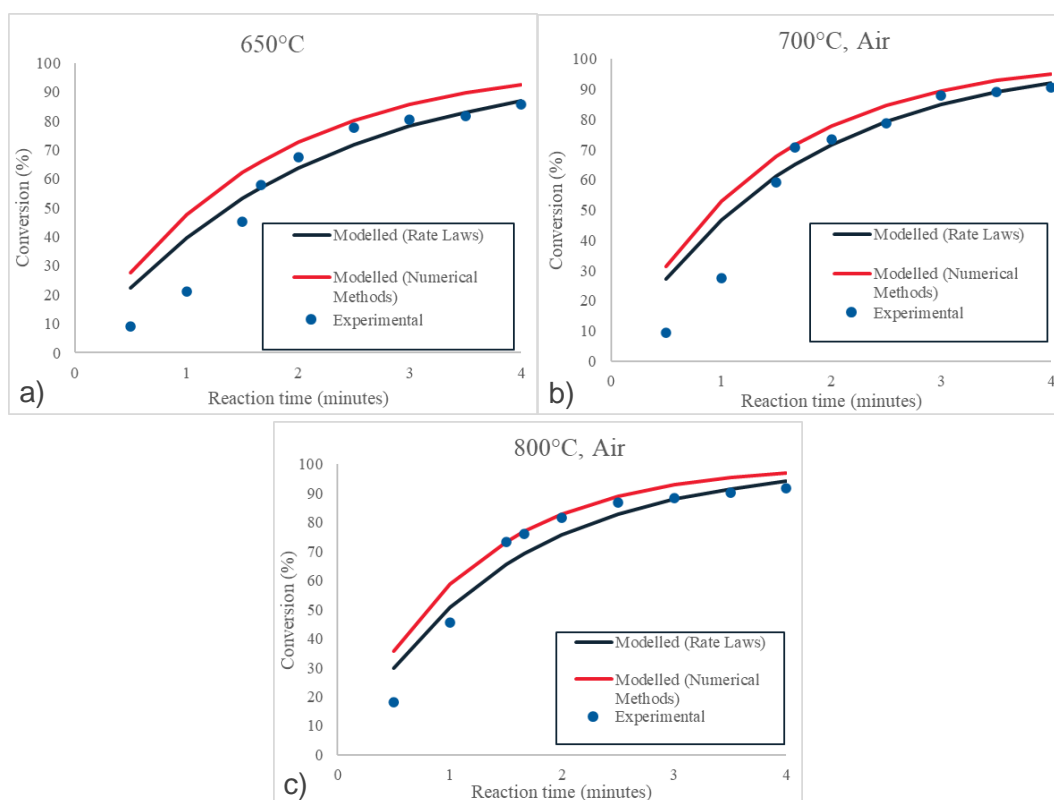 650°C
100
90
80
70
60
50
40
30
20
10
0
Conversion (%)
Modelled (Rate Laws)
Modelled (Numerical
Methods)
Experimental
0 1 2 3 4
Reaction time (minutes)
a)
700°C, Air
100
90
80
70
60
50
40
30
20
10
0
Conversion (%)
Modelled (Rate Laws)
Modelled (Numerical
Methods)
Experimental
0 1 2 3 4
Reaction time (minutes)
b)
800°C, Air
100
90
80
70
60
50
40
30
20
10
0
Conversion (%)
Modelled (Rate Laws)
Modelled (Numerical
Methods)
Experimental
0 1 2 3 4
Reaction time (minutes)
c)